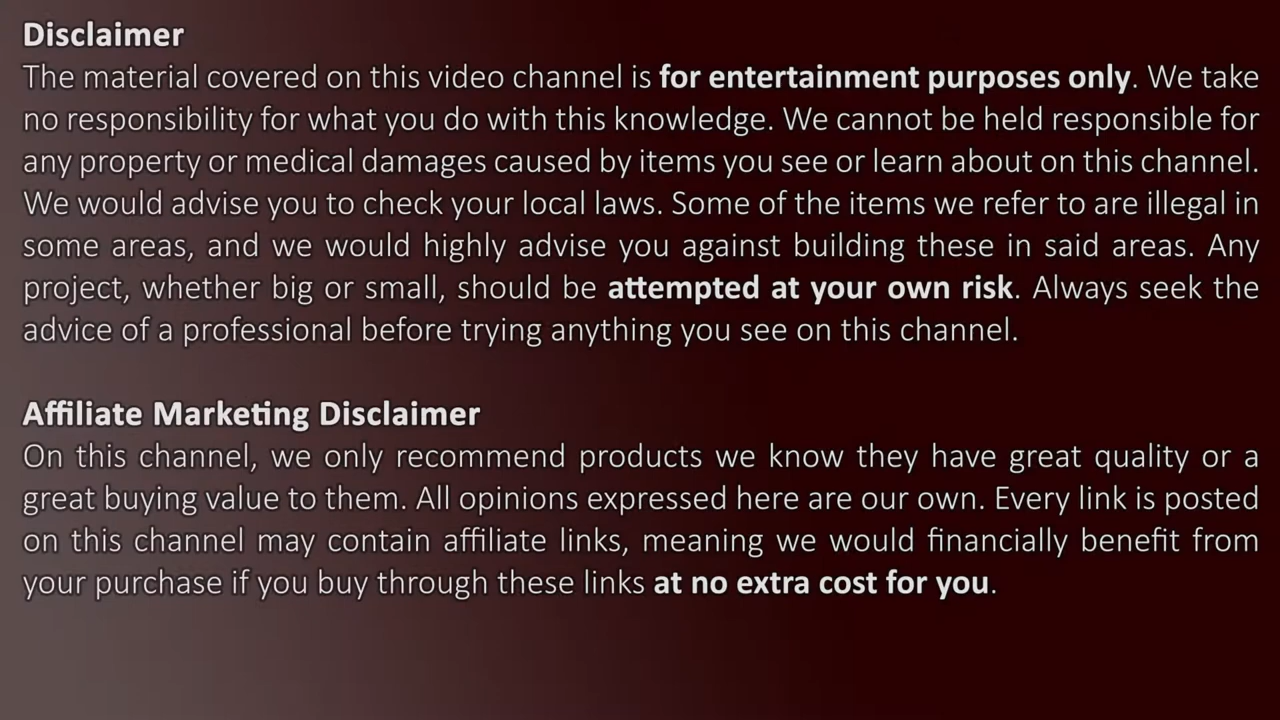 Disclaimer
The material covered on this video channel is for entertainment purposes only. We take
no responsibility for what you do with this knowledge. We cannot be held responsible for
any property or medical damages caused by items you see or learn about on this channel.
We would advise you to check your local laws. Some of the items we refer to are illegal in
some areas, and we would highly advise you against building these in said areas. Any
project, whether big or small, should be attempted at your own risk. Always seek the
advice of a professional before trying anything you see on this channel.
Affiliate Marketing Disclaimer
On this channel, we only recommend products we know they have great quality or a
great buying value to them. All opinions expressed here are our own. Every link is posted
on this channel may contain affiliate links, meaning we would financially benefit from
your purchase if you buy through these links at no extra cost for you.